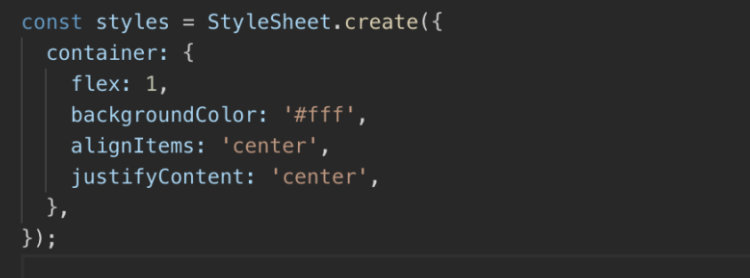 const styles = StyleSheet.create({
  container: {
    flex: 1,
    backgroundColor: '#fff',
    alignItems: 'center',
    justifyContent: 'center',
  },
});